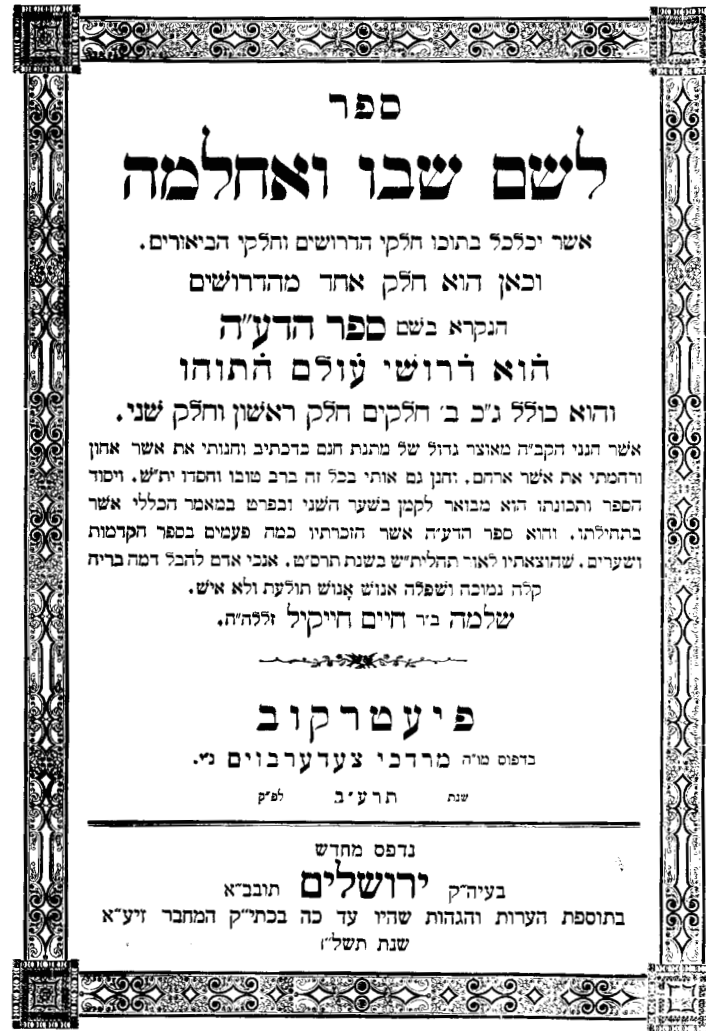 ספר
לשם שבו ואחלמה
אשר יכלכל בתוכו חלקי הדרושים וחלקי הביאורים.
וכאן הוא חלק אחד מהדרושים
הנקרא בשם ספר הדע״ה
הוא דרושי עולם התוהו
והוא כולל ג״כ ב׳ חלקים חלק ראשון וחלק שני.
אשר חנני הקב״ה מאוצר גדול של מתנת חנם כדכתיב וחנותי את אשר אחון
ורחמתי את אשר ארחם. וחנן גם אותי בכל זה ברב טובו וחסדו ית״ש. ויסוד
הספר ותכונתו הוא מבואר לקמן בשער השני ובפרט במאמר הכללי אשר
בתחילתו. והוא ספר הדע״ה אשר הזכרתיו כמה פעמים בספר הקדמות
ושערים. שהוצאתיו לאור תהלית״ש בשנת תרס״ט. אנכי אדם להבל דמה בריה
קלה נמוכה ושפלה אנוש אָנוש תולעת ולא איש.
שלמה ב״ר חיים חייקיל זללה״ה.
פיעטרקוב
בדפוס מו״ה מרדכי צעדערבוים נ״י.
שנת תרע״ב לפ״ק
נדפס מחדש
בעיה״ק ירושלים תובב״א
בתוספת הערות והגהות שהיו עד כה בכתי״ק המחבר זיע״א
שנת תשל״ו